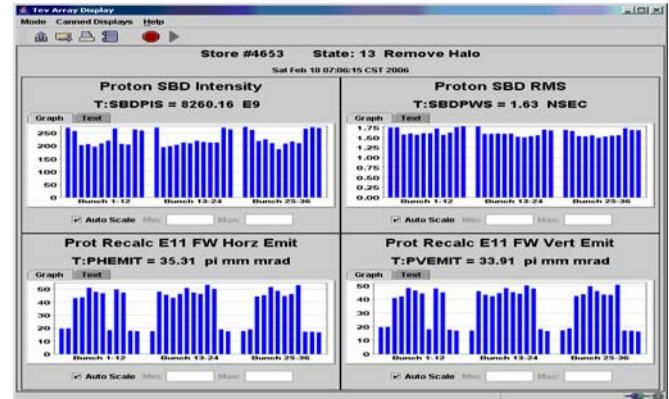 Tev Array Display
Mode Canned Displays Help
Store #4653 State: 13 Remove Halo
Sat Feb 18 07:06:15 CST 2006
Proton SBD Intensity
T:SBDPIS = 8260.16 E9
Graph Text
250
200
150
100
50
0
Bunch 1-12 Bunch 13-24 Bunch 25-36
Auto Scale Min: Max:
Proton SBD RMS
T:SBDPWS = 1.63 NSEC
Graph Text
1.75
1.50
1.25
1.00
0.75
0.50
0.25
0.00
Bunch 1-12 Bunch 13-24 Bunch 25-36
Auto Scale Min: Max:
Prot Recalc E11 FW Horz Emit
T:PHEMIT = 35.31 pi mm mrad
Graph Text
50
40
30
20
10
0
Bunch 1-12 Bunch 13-24 Bunch 25-36
Auto Scale Min: Max:
Prot Recalc E11 FW Vert Emit
T:PVEMIT = 33.91 pi mm mrad
Graph Text
50
40
30
20
10
0
Bunch 1-12 Bunch 13-24 Bunch 25-36
Auto Scale Min: Max: